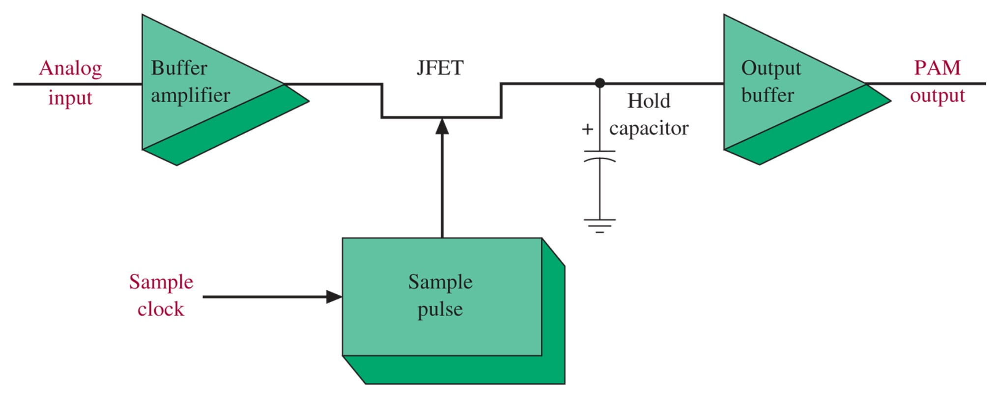 Analog
input
Buffer
amplifier
JFET
Hold
+ capacitor
Output
buffer
PAM
output
Sample
clock
Sample
pulse